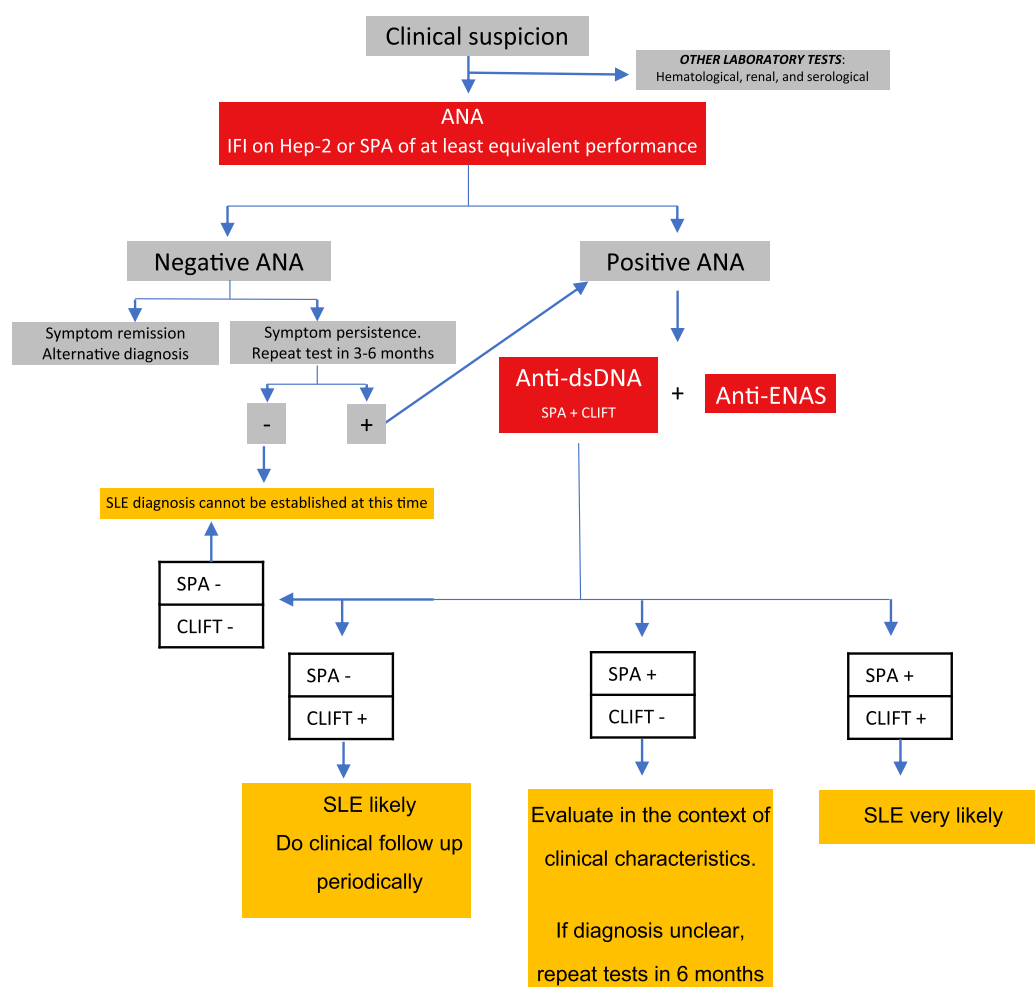 Clinical suspicion
OTHER LABORATORY TESTS:
Hematological, renal, and serological
ANA
IFI on Hep-2 or SPA of at least equivalent performance
Negative ANA
Positive ANA
Symptom remission
Alternative diagnosis
Symptom persistence.
Repeat test in 3-6 months
Anti-dsDNA
SPA + CLIFT
+
Anti-ENAS
-
+
SLE diagnosis cannot be established at this time
SPA -
CLIFT -
SPA -
CLIFT +
SPA +
CLIFT -
SPA +
CLIFT +
SLE likely
Do clinical follow up
periodically
Evaluate in the context of
clinical characteristics.
If diagnosis unclear,
repeat tests in 6 months
SLE very likely